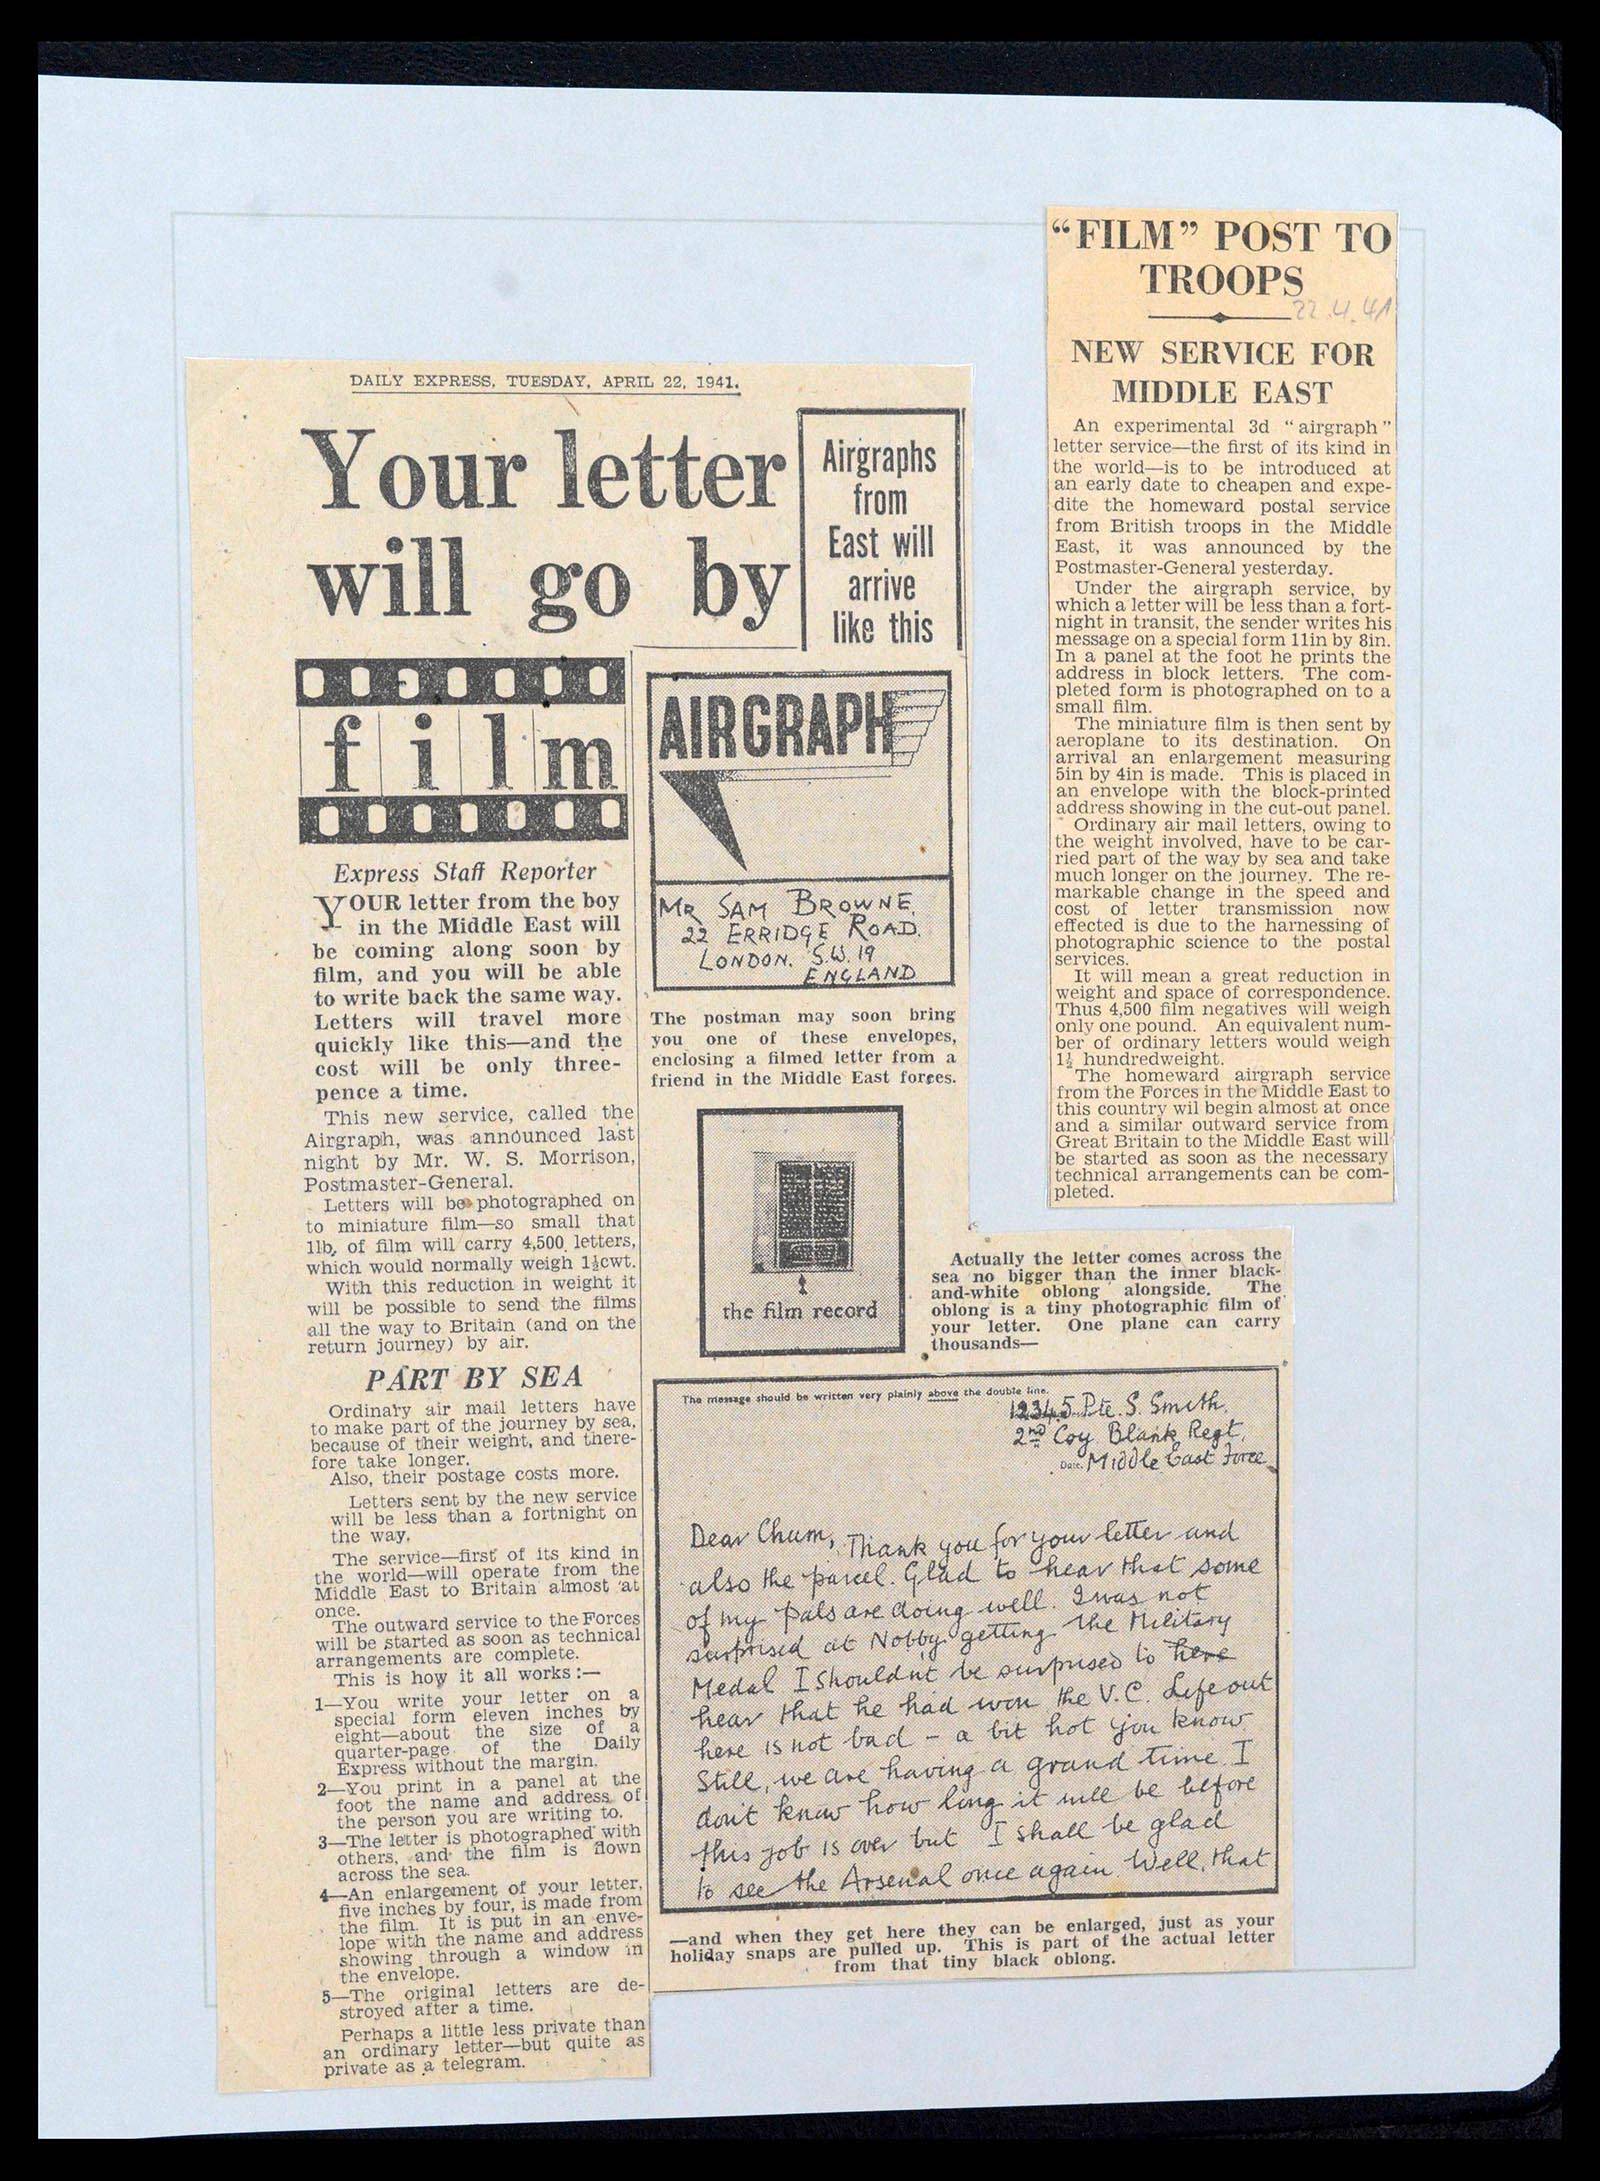 DAILY EXPRESS, TUESDAY, APRIL 22, 1941.
Your letter
will go by
film
Airgraphs
from
East will
arrive
like this
Express Staff Reporter
YOUR letter from the boy
in the Middle East will
be coming along soon by
film, and you will be able
to write back the same way.
Letters will travel more
quickly like this—and the
cost will be only three-
pence a time.
This new service, called the
Airgraph, was announced last
night by Mr. W. S. Morrison,
Postmaster-General.
Letters will be photographed on
to miniature film—so small that
1lb. of film will carry 4,500 letters,
which would normally weigh 1½cwt.
With this reduction in weight it
will be possible to send the films
all the way to Britain (and on the
return journey) by air.
PART BY SEA
Ordinary air mail letters have
to make part of the journey by sea,
because of their weight, and there-
fore take longer.
Also, their postage costs more.
Letters sent by the new service
will be less than a fortnight on
the way.
The service—first of its kind in
the world—will operate from the
Middle East to Britain almost at
once.
The outward service to the Forces
will be started as soon as technical
arrangements are complete.
This is how it all works:—
1—You write your letter on a
special form eleven inches by
eight—about the size of a
quarter-page of the Daily
Express without the margin.
2—You print in a panel at the
foot the name and address of
the person you are writing to.
3—The letter is photographed with
others, and the film is flown
across the sea.
4—An enlargement of your letter,
five inches by four, is made from
the film. It is put in an enve-
lope with the name and address
showing through a window in
the envelope.
5—The original letters are de-
stroyed after a time.
Perhaps a little less private than
an ordinary letter—but quite as
private as a telegram.
AIRGRAPH
MR SAM BROWNE,
22 ERRIDGE ROAD.
LONDON. S.W. 19
ENGLAND
The postman may soon bring
you one of these envelopes,
enclosing a filmed letter from a
friend in the Middle East forces.
the film record
Actually the letter comes across the
sea no bigger than the inner black-
and-white oblong alongside. The
oblong is a tiny photographic film of
your letter. One plane can carry
thousands—
The message should be written very plainly above the double line.
12345 Pte. S. Smith.
2nd Coy Blank Regt,
Date. Middle East Force
Dear Chum, Thank you for your letter and
also the parcel. Glad to hear that some
of my pals are doing well. I was not
surprised at Nobby getting the Military
Medal I shouldn't be surprised to here
hear that he had won the V.C. Life out
here is not bad – a bit hot you know.
Still, we are having a grand time. I
don't know how long it will be before
this job is over but I shall be glad
to see the Arsenal once again. Well, that
—and when they get here they can be enlarged, just as your
holiday snaps are pulled up. This is part of the actual letter
from that tiny black oblong.
“FILM” POST TO
TROOPS
22.4.41
NEW SERVICE FOR
MIDDLE EAST
An experimental 3d “airgraph”
letter service—the first of its kind in
the world—is to be introduced at
an early date to cheapen and expe-
dite the homeward postal service
from British troops in the Middle
East, it was announced by the
Postmaster-General yesterday.
Under the airgraph service, by
which a letter will be less than a fort-
night in transit, the sender writes his
message on a special form 11in by 8in.
In a panel at the foot he prints the
address in block letters. The com-
pleted form is photographed on to a
small film.
The miniature film is then sent by
aeroplane to its destination. On
arrival an enlargement measuring
5in by 4in is made. This is placed in
an envelope with the block-printed
address showing in the cut-out panel.
Ordinary air mail letters, owing to
the weight involved, have to be car-
ried part of the way by sea and take
much longer on the journey. The re-
markable change in the speed and
cost of letter transmission now
effected is due to the harnessing of
photographic science to the postal
services.
It will mean a great reduction in
weight and space of correspondence.
Thus 4,500 film negatives will weigh
only one pound. An equivalent num-
ber of ordinary letters would weigh
1½ hundredweight.
The homeward airgraph service
from the Forces in the Middle East to
this country wil begin almost at once
and a similar outward service from
Great Britain to the Middle East will
be started as soon as the necessary
technical arrangements can be com-
pleted.